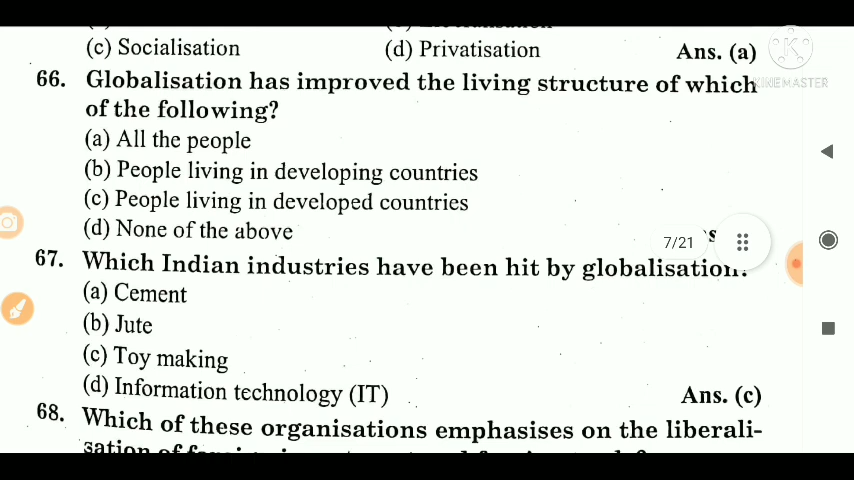 (c) Socialisation (d) Privatisation Ans. (a)
KINEMASTER
66. Globalisation has improved the living structure of which
of the following?
(a) All the people
(b) People living in developing countries
(c) People living in developed countries
(d) None of the above
7/21
67. Which Indian industries have been hit by globalisation?
(a) Cement
(b) Jute
(c) Toy making
(d) Information technology (IT) Ans. (c)
68. Which of these organisations emphasises on the liberali-